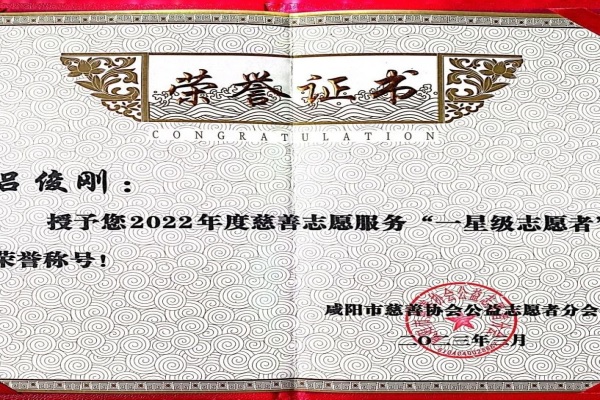 荣誉证书
CONGRATULATION
吕俊刚：
授予您2022年度慈善志愿服务“一星级志愿者”
荣誉称号！
咸阳市慈善协会公益志愿者分会
二〇二三年二月